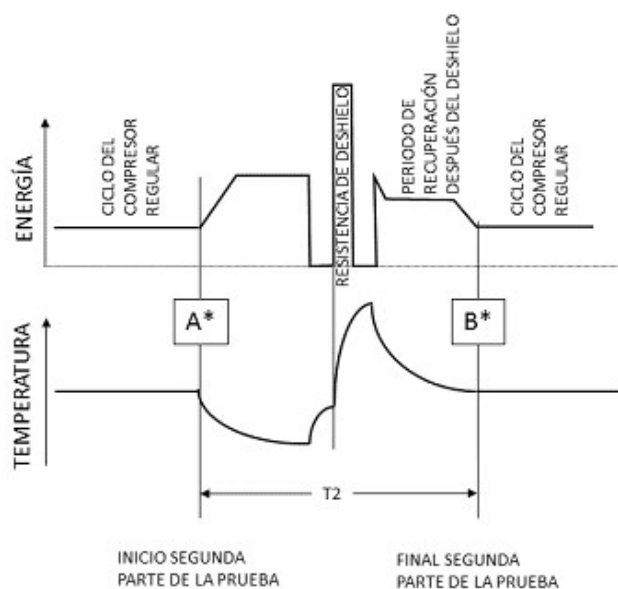 CICLO DEL
COMPRESOR
REGULAR
RESISTENCIA DE DESHIELO
PERIODO DE
RECUPERACIÓN
DESPUÉS DEL DESHIELO
CICLO DEL
COMPRESOR
REGULAR
ENERGÍA
A*
B*
TEMPERATURA
T2
INICIO SEGUNDA
PARTE DE LA PRUEBA
FINAL SEGUNDA
PARTE DE LA PRUEBA